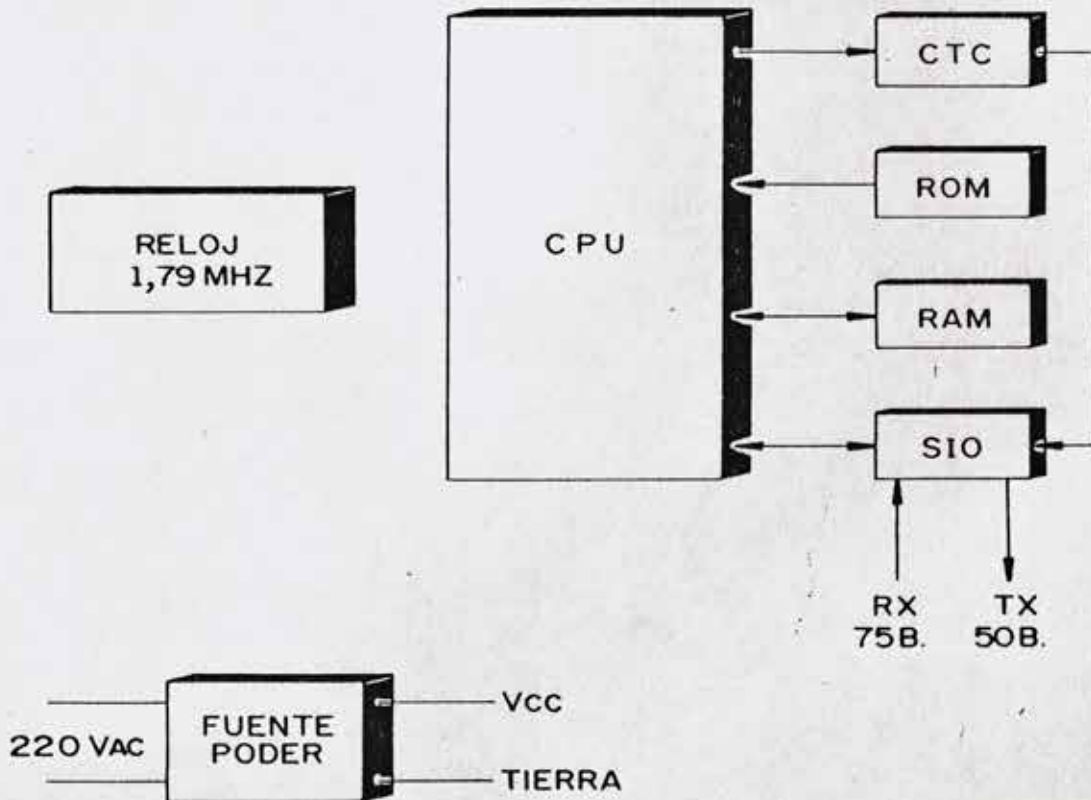 CTC
ROM
RELOJ
1,79 MHZ
CPU
RAM
SIO
RX
75B.
TX
50B.
220 VAC
FUENTE
PODER
VCC
TIERRA